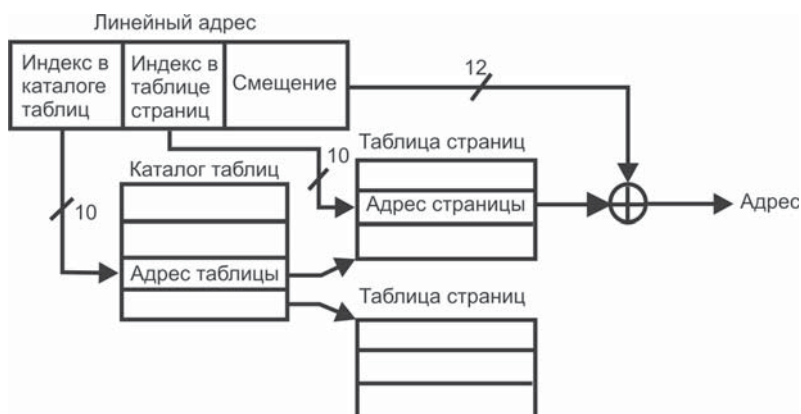 Линейный адрес
Индекс в
каталоге
таблиц
Индекс в
таблице
страниц
Смещение
12
Таблица страниц
10
Каталог таблиц
10
Адрес страницы
Адрес
Адрес таблицы
Таблица страниц